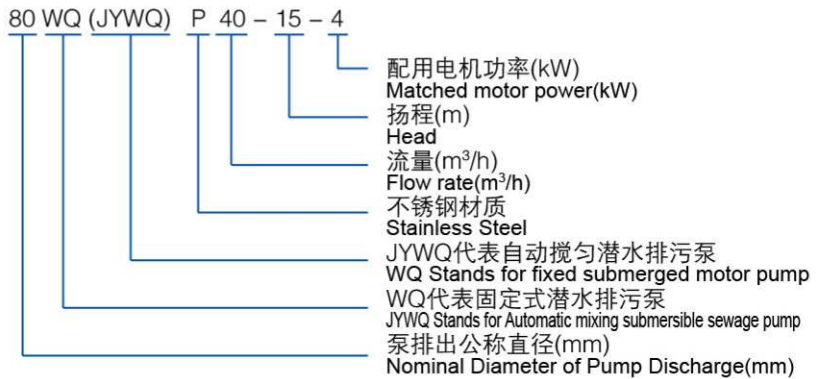 80 WQ (JYWQ) P 40 – 15 – 4
配用电机功率(kW)
Matched motor power(kW)
扬程(m)
Head
流量(m³/h)
Flow rate(m³/h)
不锈钢材质
Stainless Steel
JYWQ代表自动搅匀潜水排污泵
WQ Stands for fixed submerged motor pump
WQ代表固定式潜水排污泵
JYWQ Stands for Automatic mixing submersible sewage pump
泵排出公称直径(mm)
Nominal Diameter of Pump Discharge(mm)